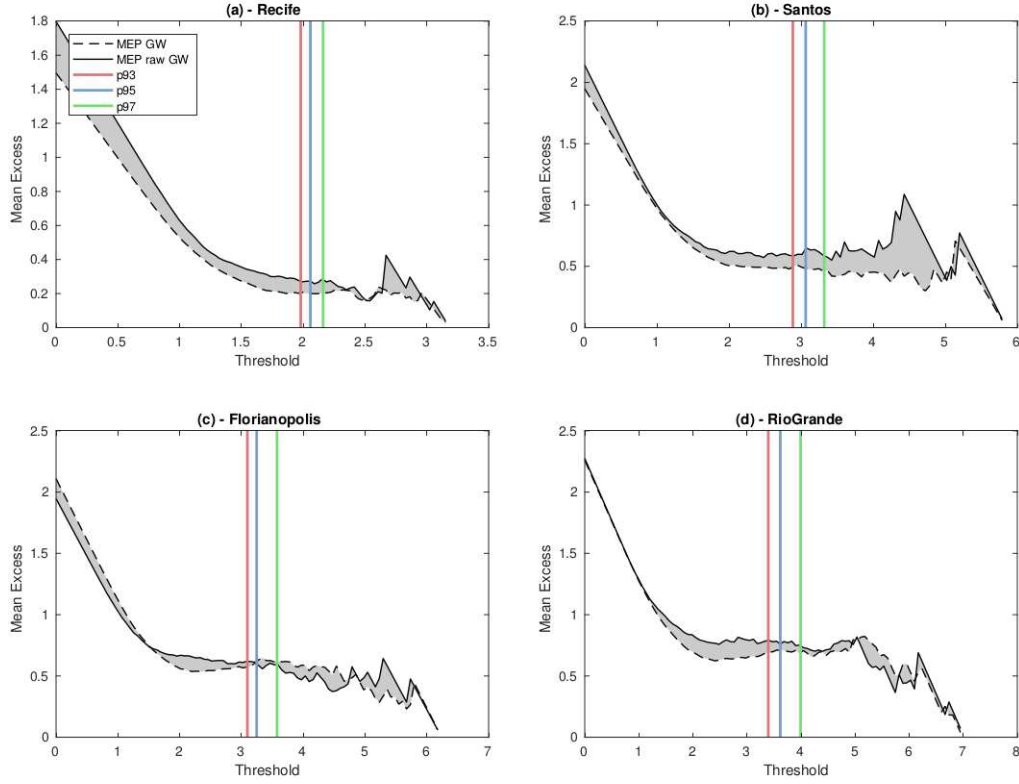 (a) - Recife
1.8
1.6
1.4
1.2
1
0.8
0.6
0.4
0.2
0
Mean Excess
MEP GW
MEP raw GW
p93
p95
p97
0 0.5 1 1.5 2 2.5 3 3.5
Threshold
(b) - Santos
2.5
2
1.5
1
0.5
0
Mean Excess
0 1 2 3 4 5 6
Threshold
(c) - Florianopolis
2.5
2
1.5
1
0.5
0
Mean Excess
0 1 2 3 4 5 6 7
Threshold
(d) - RioGrande
2.5
2
1.5
1
0.5
0
Mean Excess
0 1 2 3 4 5 6 7 8
Threshold